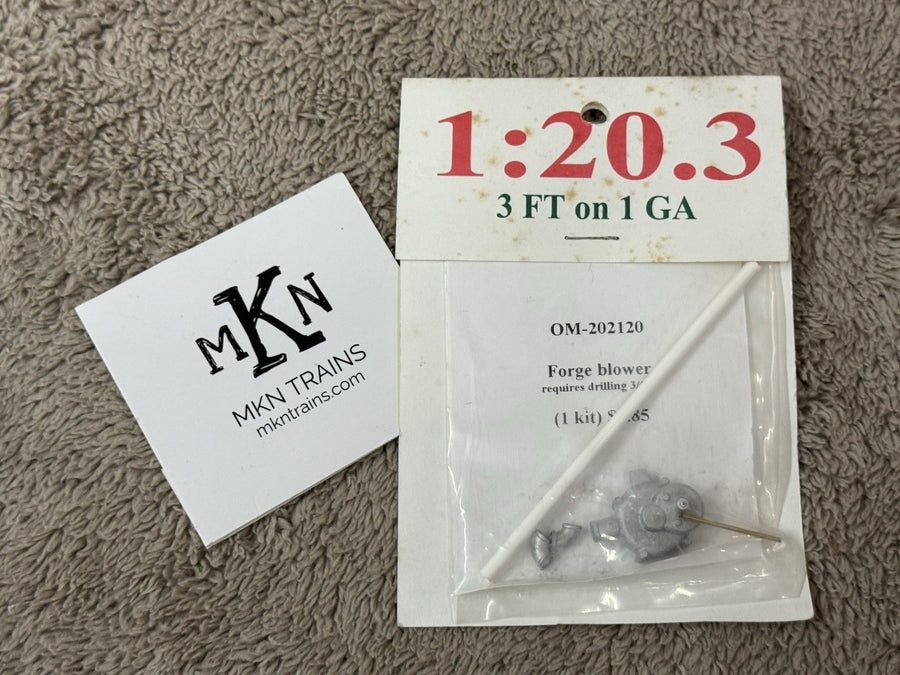 MKN
MKN TRAINS
mkntrains.com
1:20.3
3 FT on 1 GA
OM-202120
Forge blower
requires drilling
(1 kit)